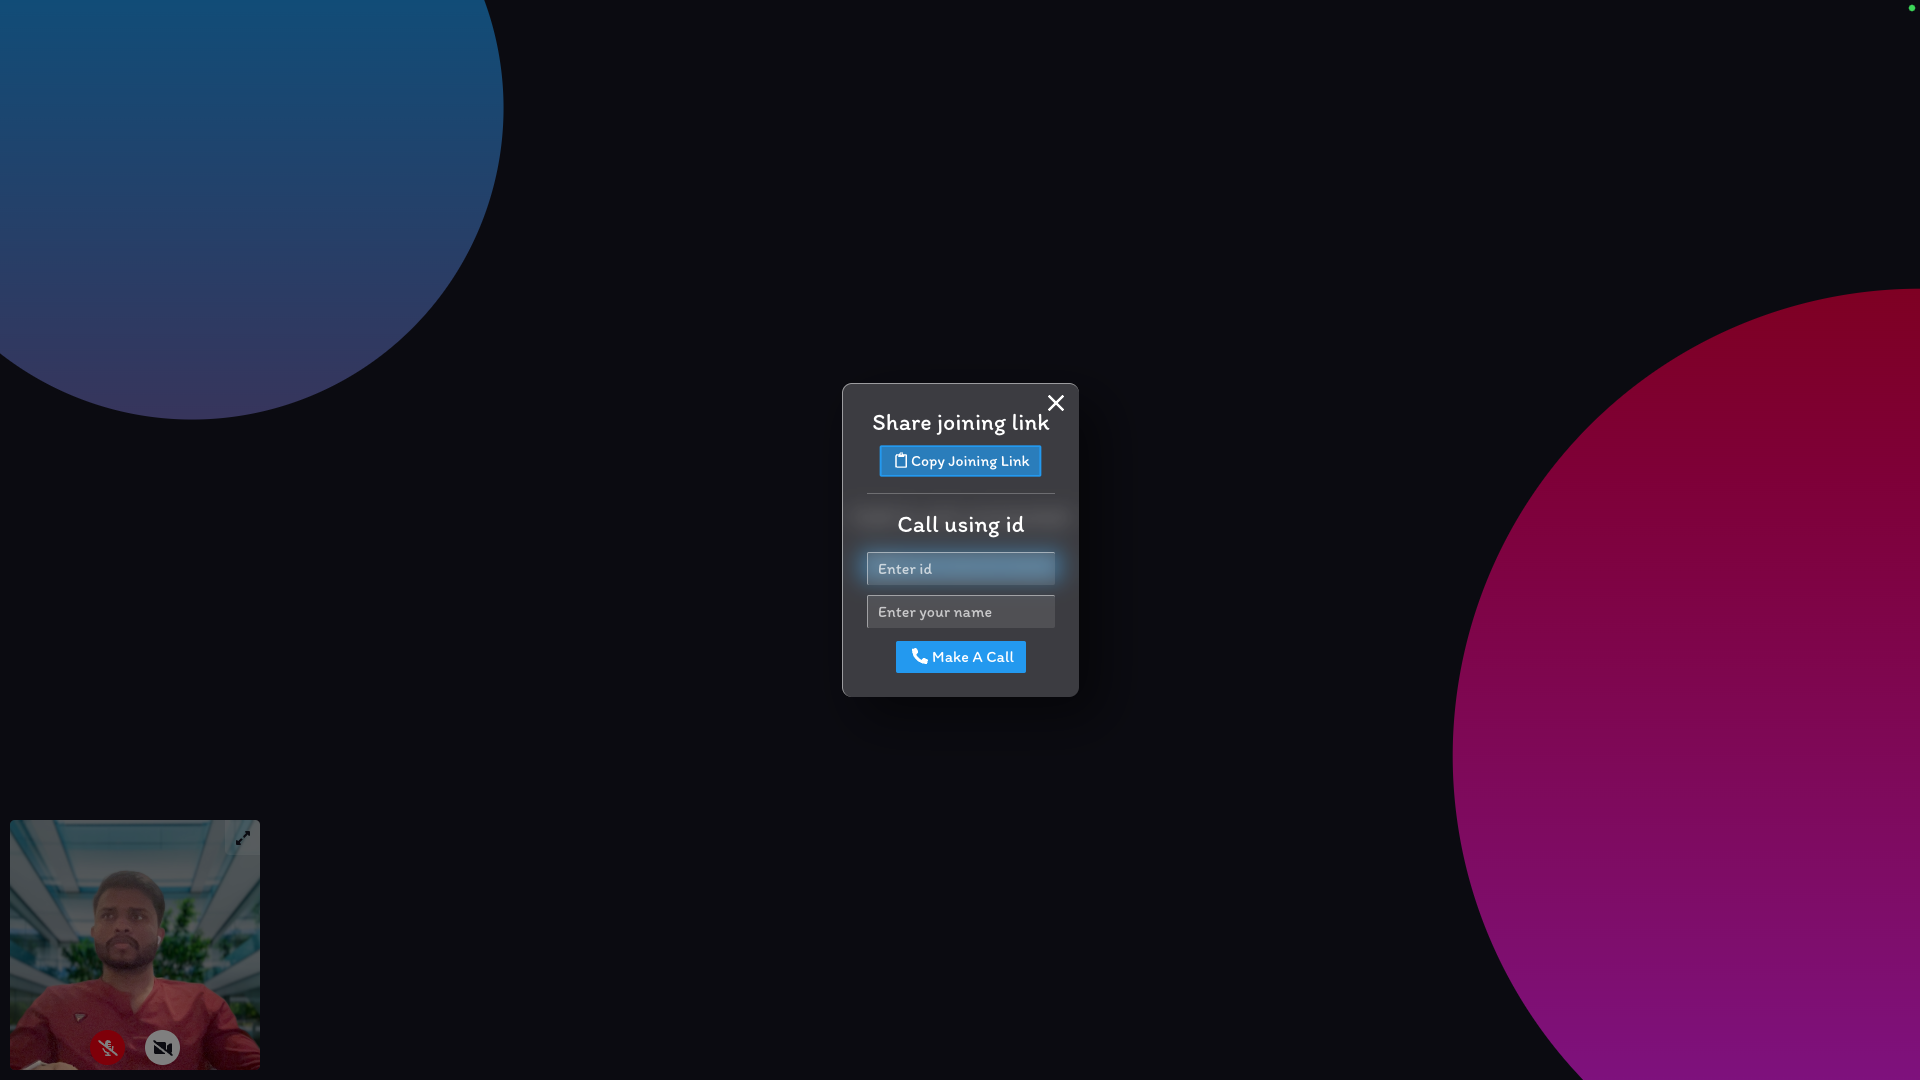 Share joining link
Copy Joining Link
Call using id
Enter id
Enter your name
Make A Call